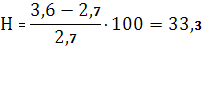 H = (3,6 − 2,7) / 2,7 · 100 = 33,3